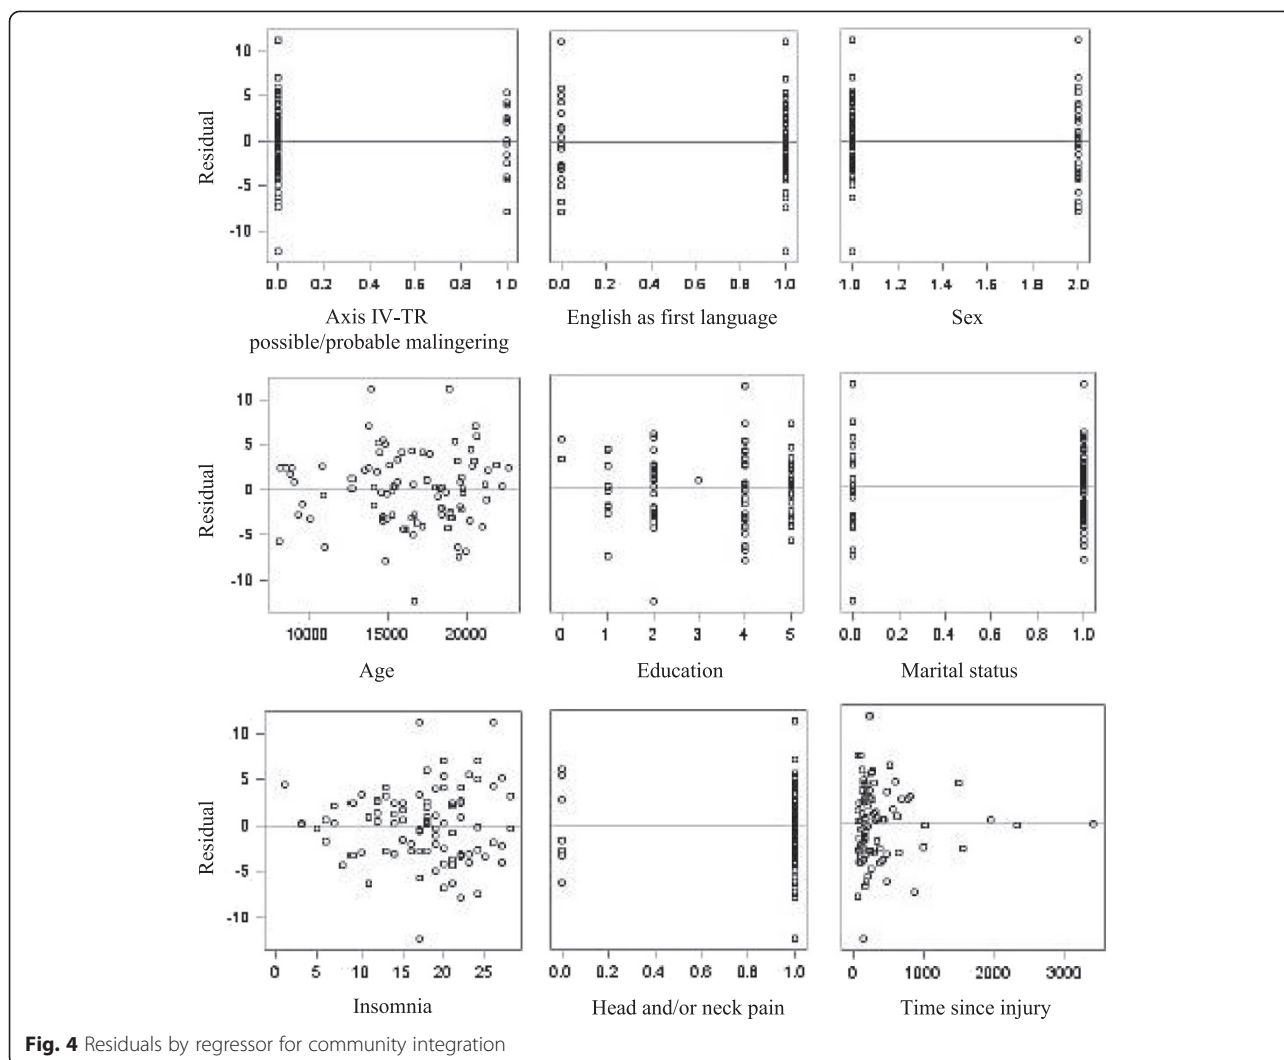 10
5
0
-5
-10
Residual
0.0 0.2 0.4 0.6 0.8 1.0
0.0 0.2 0.4 0.6 0.8 1.0
1.0 1.2 1.4 1.6 1.8 2.0
Axis IV-TR
possible/probable malingering
English as first language
Sex
10
5
0
-5
-10
Residual
10000 15000 20000
0 1 2 3 4 5
0.0 0.2 0.4 0.6 0.8 1.0
Age
Education
Marital status
10
5
0
-5
-10
Residual
0 5 10 15 20 25
0.0 0.2 0.4 0.6 0.8 1.0
0 1000 2000 3000
Insomnia
Head and/or neck pain
Time since injury
Fig. 4 Residuals by regressor for community integration